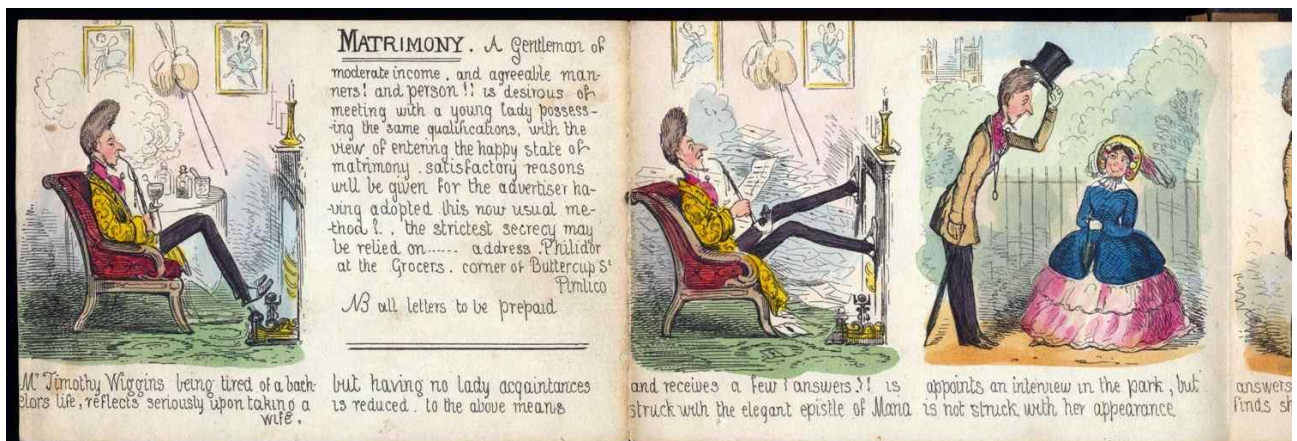 MATRIMONY. A Gentleman of
moderate income. and agreeable man-
ners! and person!! is desirous of
meeting with a young lady possess-
-ing the same qualifications, with the
view of entering the happy state of
matrimony. satisfactory reasons
will be given for the advertiser ha-
ving adopted this now usual me-
thod!.. the strictest secrecy may
be relied on...... address. Philidor
at the Grocers. corner of Buttercup St
Pimlico
NB all letters to be prepaid
Mr Timothy Wiggins being tired of a bach-
elors life, reflects seriously upon taking a
wife.
but having no lady acqaintances
is reduced. to the above means
and receives a few! answers!!! is
struck with the elegant epistle of Maria
appoints an interview in the park, but
is not struck with her appearance
answers
finds sh